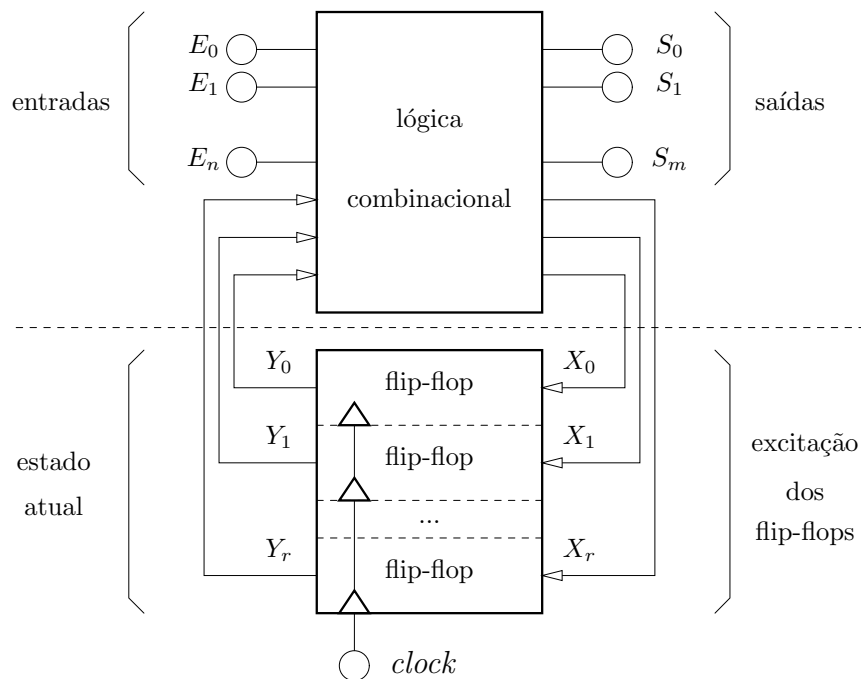 entradas
E₀
E₁
Eₙ
lógica
combinacional
S₀
S₁
Sₘ
saídas
estado
atual
Y₀
Y₁
Yᵣ
flip-flop
flip-flop
...
flip-flop
X₀
X₁
Xᵣ
excitação
dos
flip-flops
clock